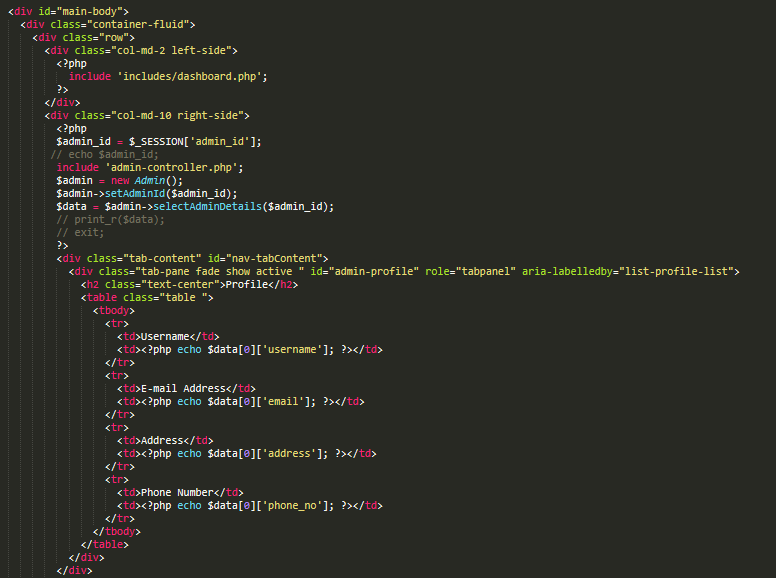 <div id="main-body">
<div class="container-fluid">
<div class="row">
<div class="col-md-2 left-side">
<?php
include 'includes/dashboard.php';
?>
</div>
<div class="col-md-10 right-side">
<?php
$admin_id = $_SESSION['admin_id'];
// echo $admin_id;
include 'admin-controller.php';
$admin = new Admin();
$admin->setAdminId($admin_id);
$data = $admin->selectAdminDetails($admin_id);
// print_r($data);
// exit;
?>
<div class="tab-content" id="nav-tabContent">
<div class="tab-pane fade show active " id="admin-profile" role="tabpanel" aria-labelledby="list-profile-list">
<h2 class="text-center">Profile</h2>
<table class="table ">
<tbody>
<tr>
<td>Username</td>
<td><?php echo $data[0]['username']; ?></td>
</tr>
<tr>
<td>E-mail Address</td>
<td><?php echo $data[0]['email']; ?></td>
</tr>
<tr>
<td>Address</td>
<td><?php echo $data[0]['address']; ?></td>
</tr>
<tr>
<td>Phone Number</td>
<td><?php echo $data[0]['phone_no']; ?></td>
</tr>
</tbody>
</table>
</div>
</div>